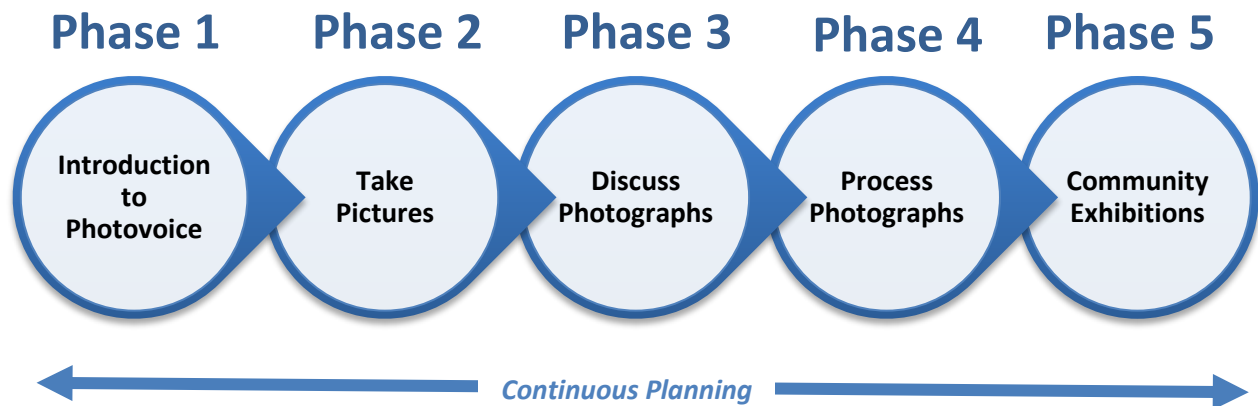 Phase 1 Phase 2 Phase 3 Phase 4 Phase 5
Introduction
to
Photovoice
Take
Pictures
Discuss
Photographs
Process
Photographs
Community
Exhibitions
Continuous Planning